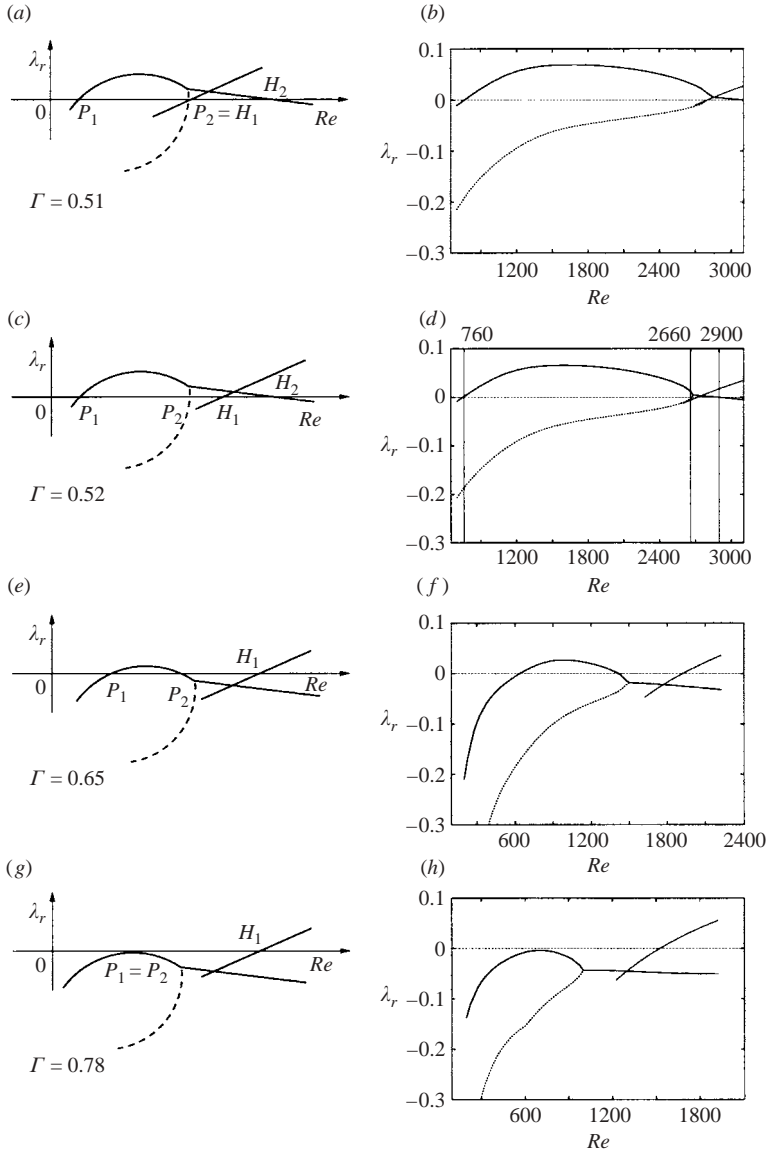 (a)
λr
0
P1
P2 = H1
H2
Re
Γ = 0.51
(b)
0.1
0
λr
−0.1
−0.2
−0.3
1200 1800 2400 3000
Re
(c)
λr
0
P1
P2
H1
H2
Re
Γ = 0.52
(d)
760 2660 2900
0.1
0
λr
−0.1
−0.2
−0.3
1200 1800 2400 3000
Re
(e)
λr
0
P1
P2
H1
Re
Γ = 0.65
(f)
0.1
0
λr
−0.1
−0.2
−0.3
600 1200 1800 2400
Re
(g)
λr
0
P1 = P2
H1
Re
Γ = 0.78
(h)
0.1
0
λr
−0.1
−0.2
−0.3
600 1200 1800
Re